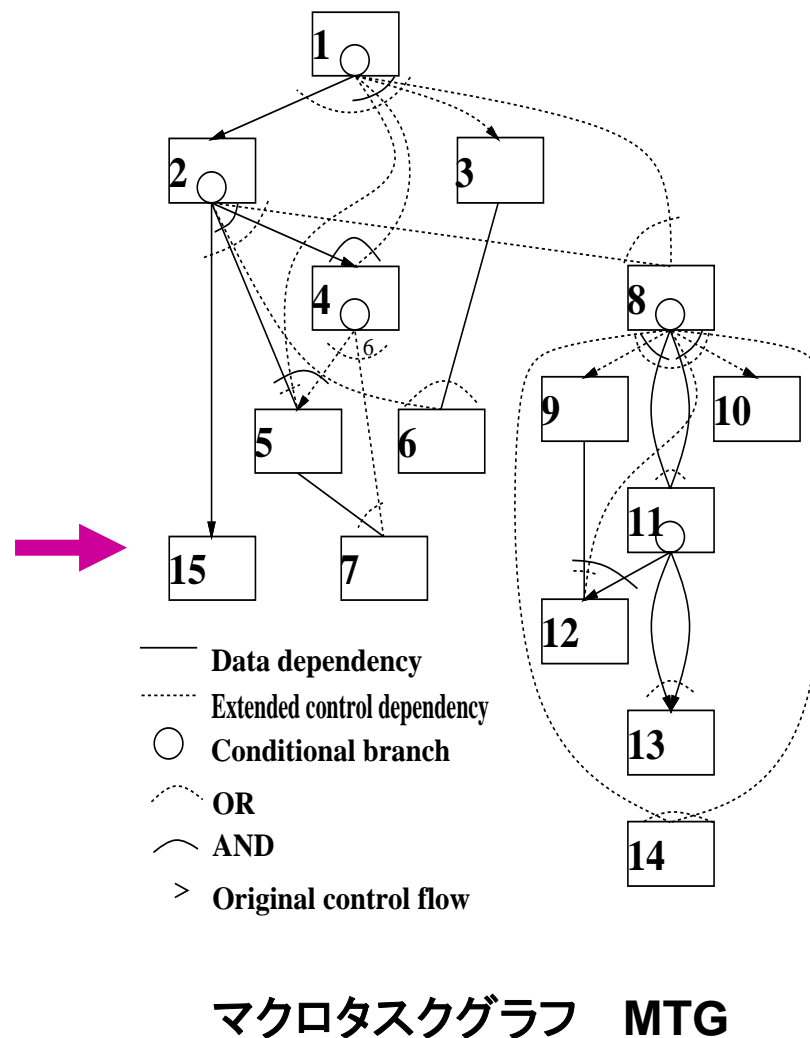 1
2
3
4
8
6
9
10
5
6
11
15
7
12
Data dependency
Extended control dependency
Conditional branch
13
OR
AND
14
Original control flow
マクロタスクグラフ MTG